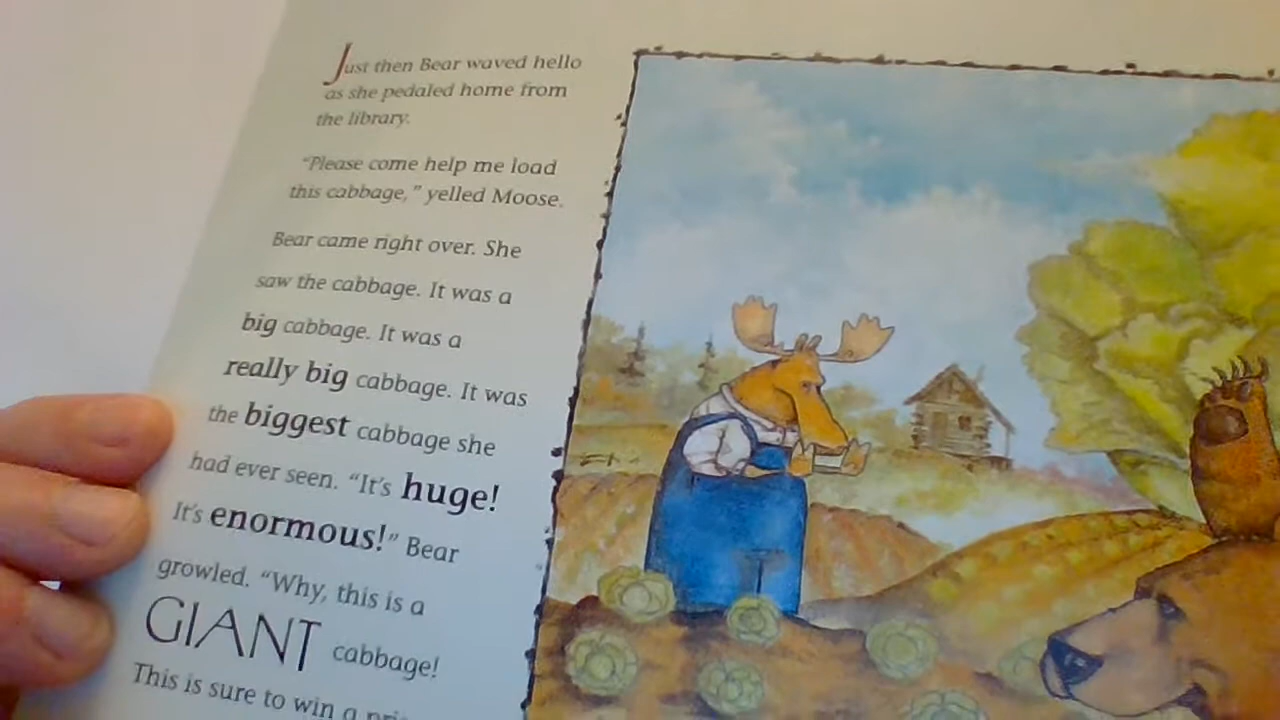 Just then Bear waved hello
as she pedaled home from
the library.
“Please come help me load
this cabbage,” yelled Moose.
Bear came right over. She
saw the cabbage. It was a
big cabbage. It was a
really big cabbage. It was
the biggest cabbage she
had ever seen. “It's huge!
It's enormous!” Bear
growled. “Why, this is a
GIANT cabbage!
This is sure to win a